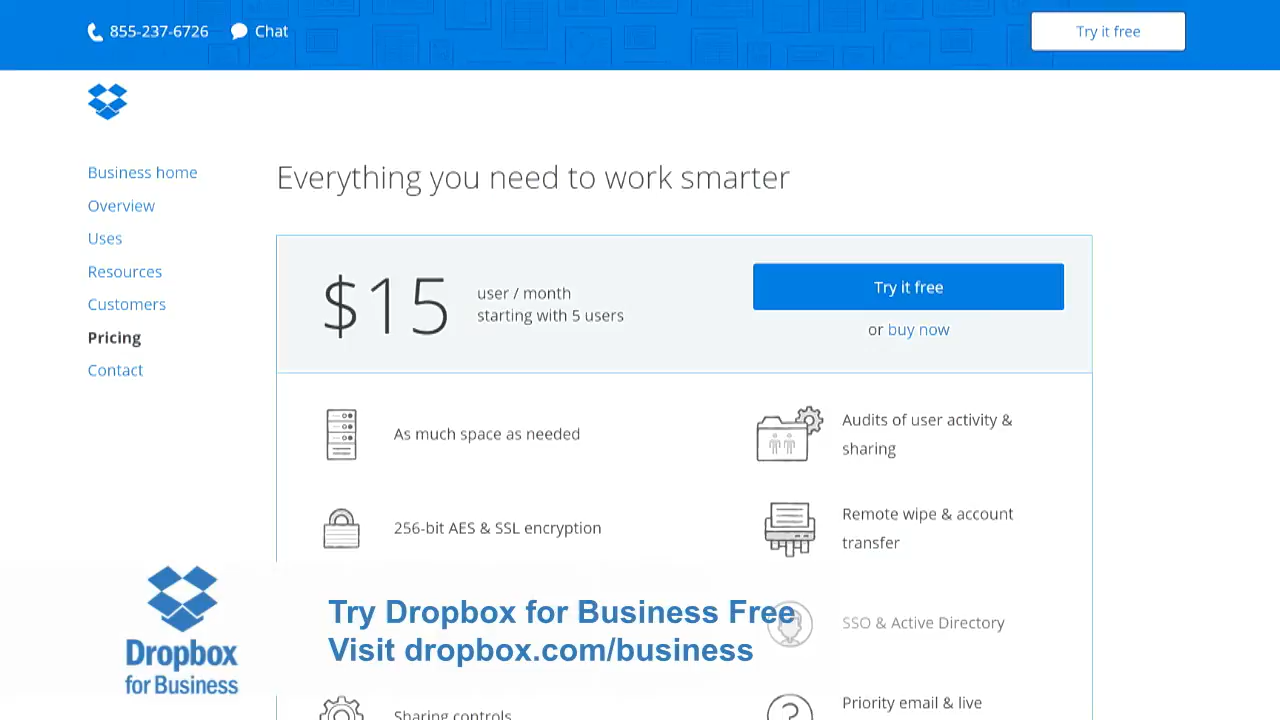 855-237-6726
Chat
Try it free
Business home
Overview
Uses
Resources
Customers
Pricing
Contact
Everything you need to work smarter
$15
user / month
starting with 5 users
Try it free
or buy now
As much space as needed
Audits of user activity &
sharing
256-bit AES & SSL encryption
Remote wipe & account
transfer
SSO & Active Directory
Sharing controls
Priority email & live
Try Dropbox for Business Free
Visit dropbox.com/business
Dropbox
for Business